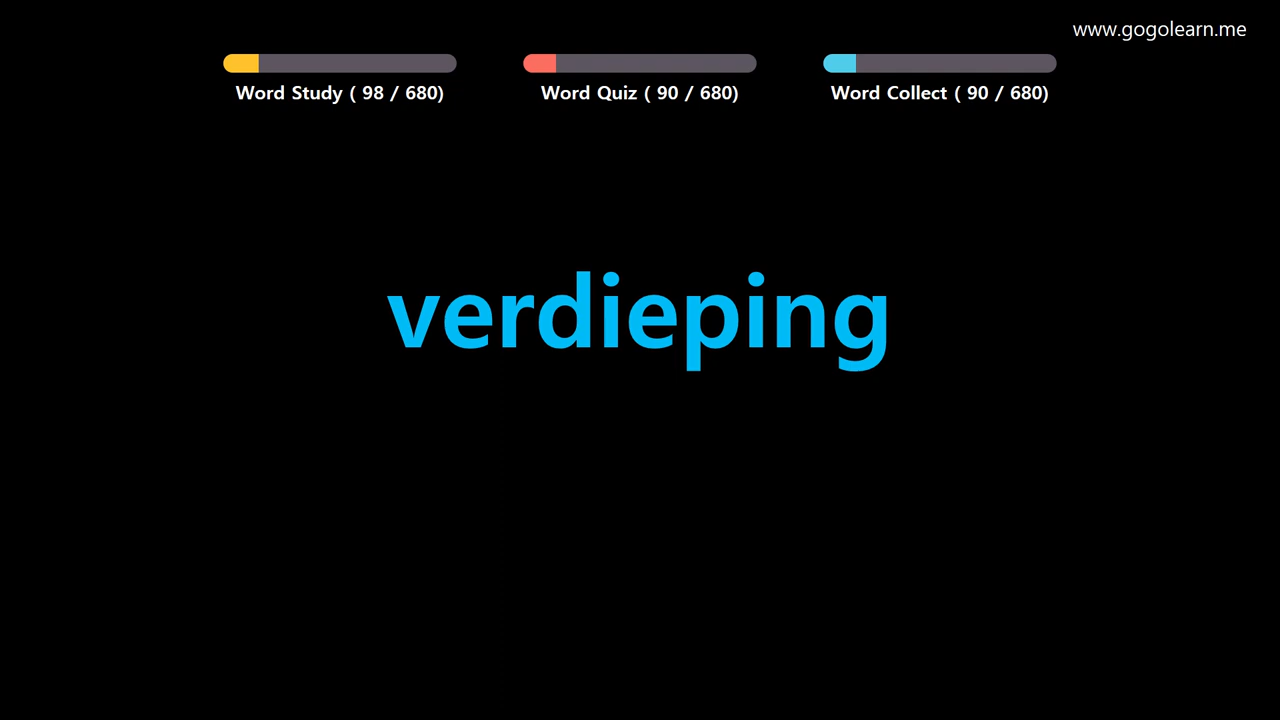 www.gogolearn.me
Word Study ( 98 / 680)
Word Quiz ( 90 / 680)
Word Collect ( 90 / 680)
verdieping